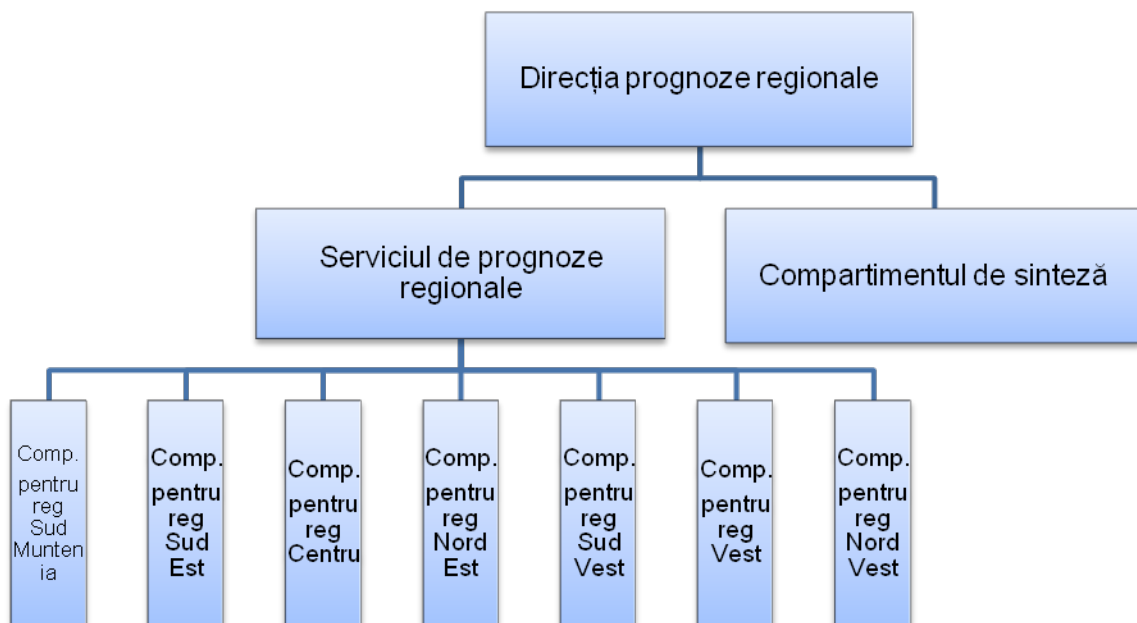 Direcția prognoze regionale
Serviciul de prognoze
regionale
Compartimentul de sinteză
Comp.
pentru
reg
Sud
Munten
ia
Comp.
pentru
reg
Sud
Est
Comp.
pentru
reg
Centru
Comp.
pentru
reg
Nord
Est
Comp.
pentru
reg
Sud
Vest
Comp.
pentru
reg
Vest
Comp.
pentru
reg
Nord
Vest